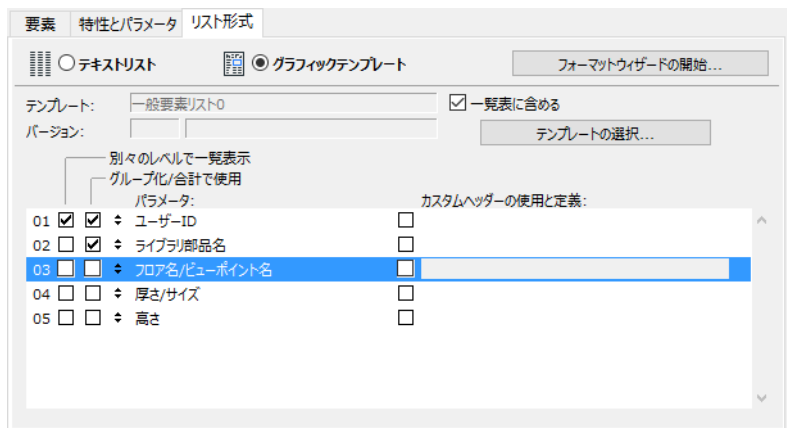 要素 特性とパラメータ リスト形式
テキストリスト グラフィックテンプレート フォーマットウィザードの開始...
テンプレート: 一般要素リスト0 一覧表に含める
バージョン: テンプレートの選択...
別々のレベルで一覧表示
グループ化/合計で使用
パラメータ: カスタムヘッダーの使用と定義:
01 ユーザーID
02 ライブラリ部品名
03 フロア名/ビューポイント名
04 厚さ/サイズ
05 高さ